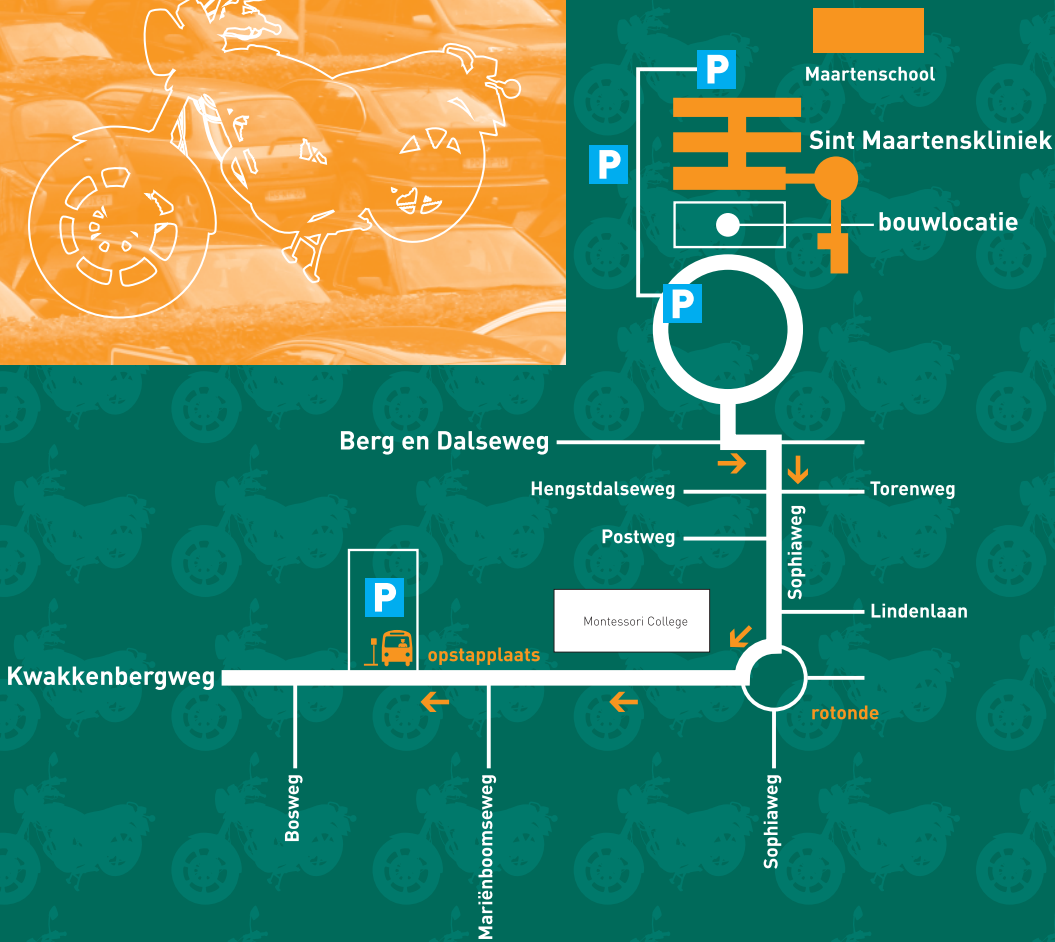 P
Maartenschool
Sint Maartenskliniek
P
bouwlocatie
P
Berg en Dalseweg
Hengstdalseweg
Torenweg
Postweg
Sophiaweg
P
Lindenlaan
Montessori College
opstapplaats
Kwakkenbergweg
rotonde
Bosweg
Mariënboomseweg
Sophiaweg